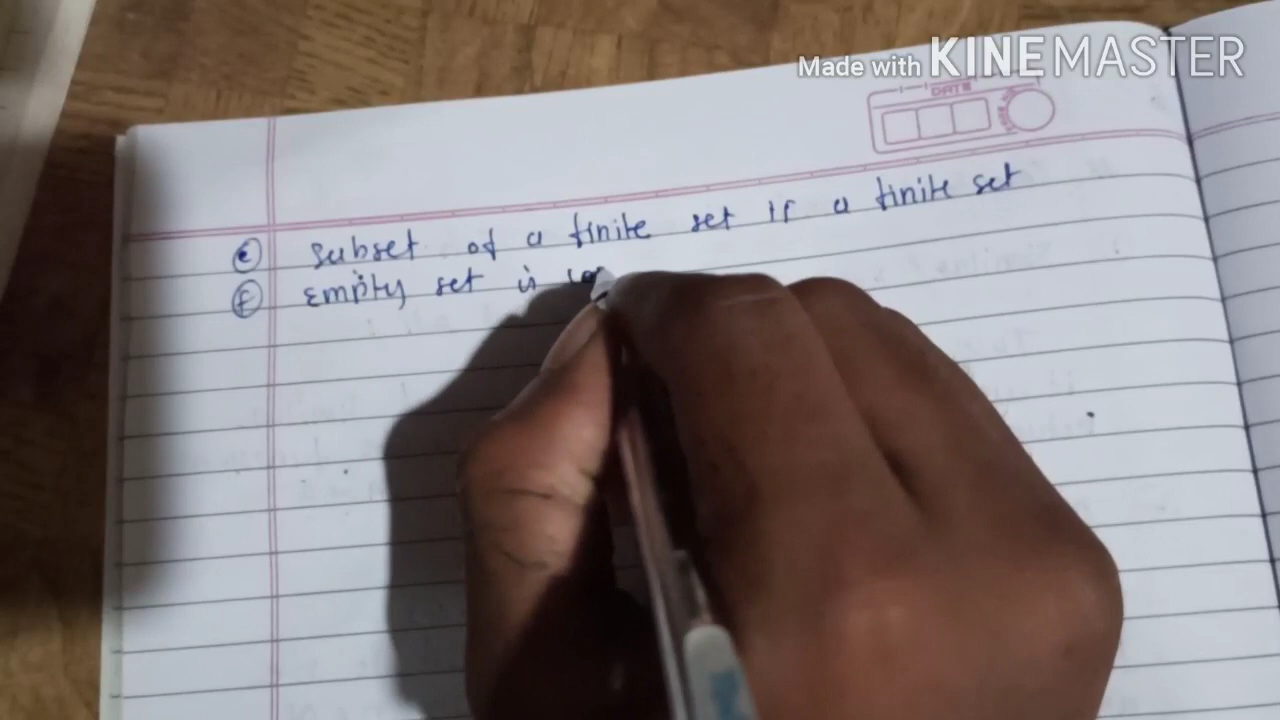 Made with KINEMASTER
DATE
(e) subset of a finite set is a finite set
(f) Empty set is